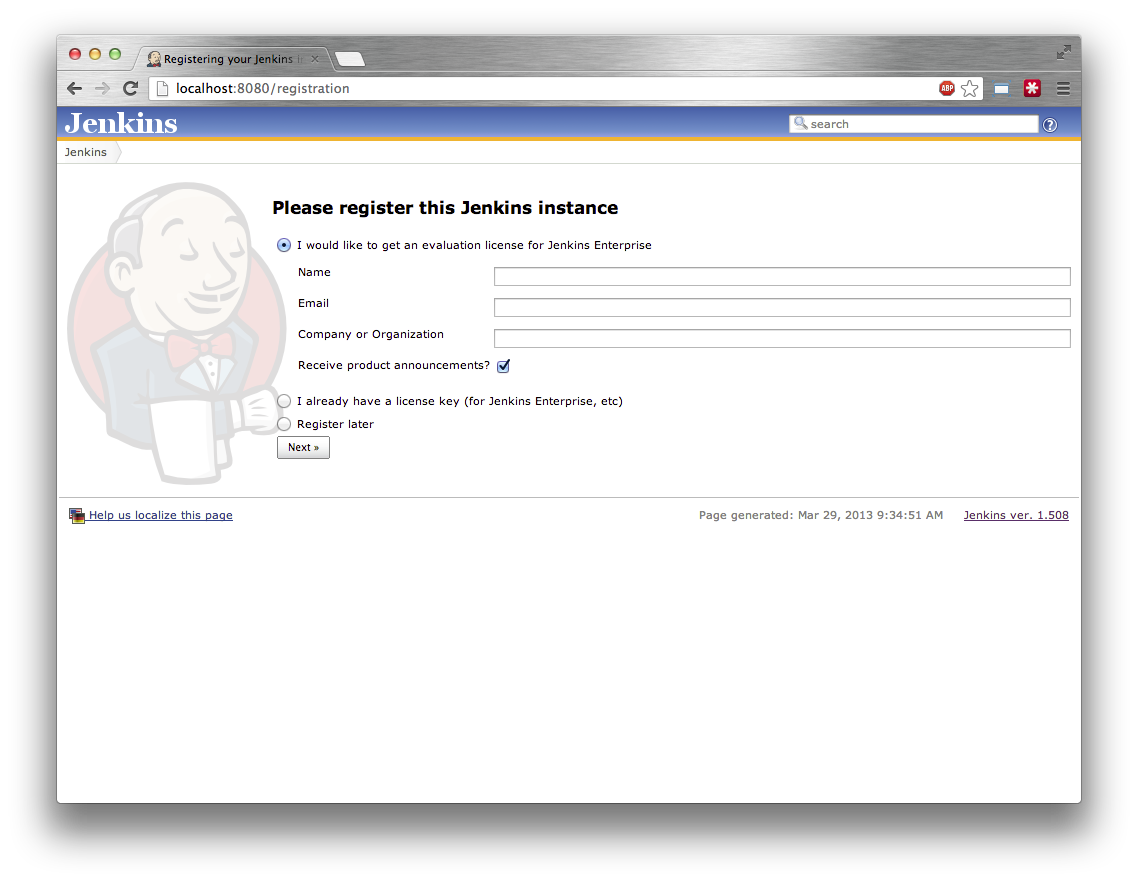 Registering your Jenkins i
localhost:8080/registration
ABP
Jenkins
search
?
Jenkins
Please register this Jenkins instance
I would like to get an evaluation license for Jenkins Enterprise
Name
Email
Company or Organization
Receive product announcements?
I already have a license key (for Jenkins Enterprise, etc)
Register later
Next »
Help us localize this page
Page generated: Mar 29, 2013 9:34:51 AM
Jenkins ver. 1.508